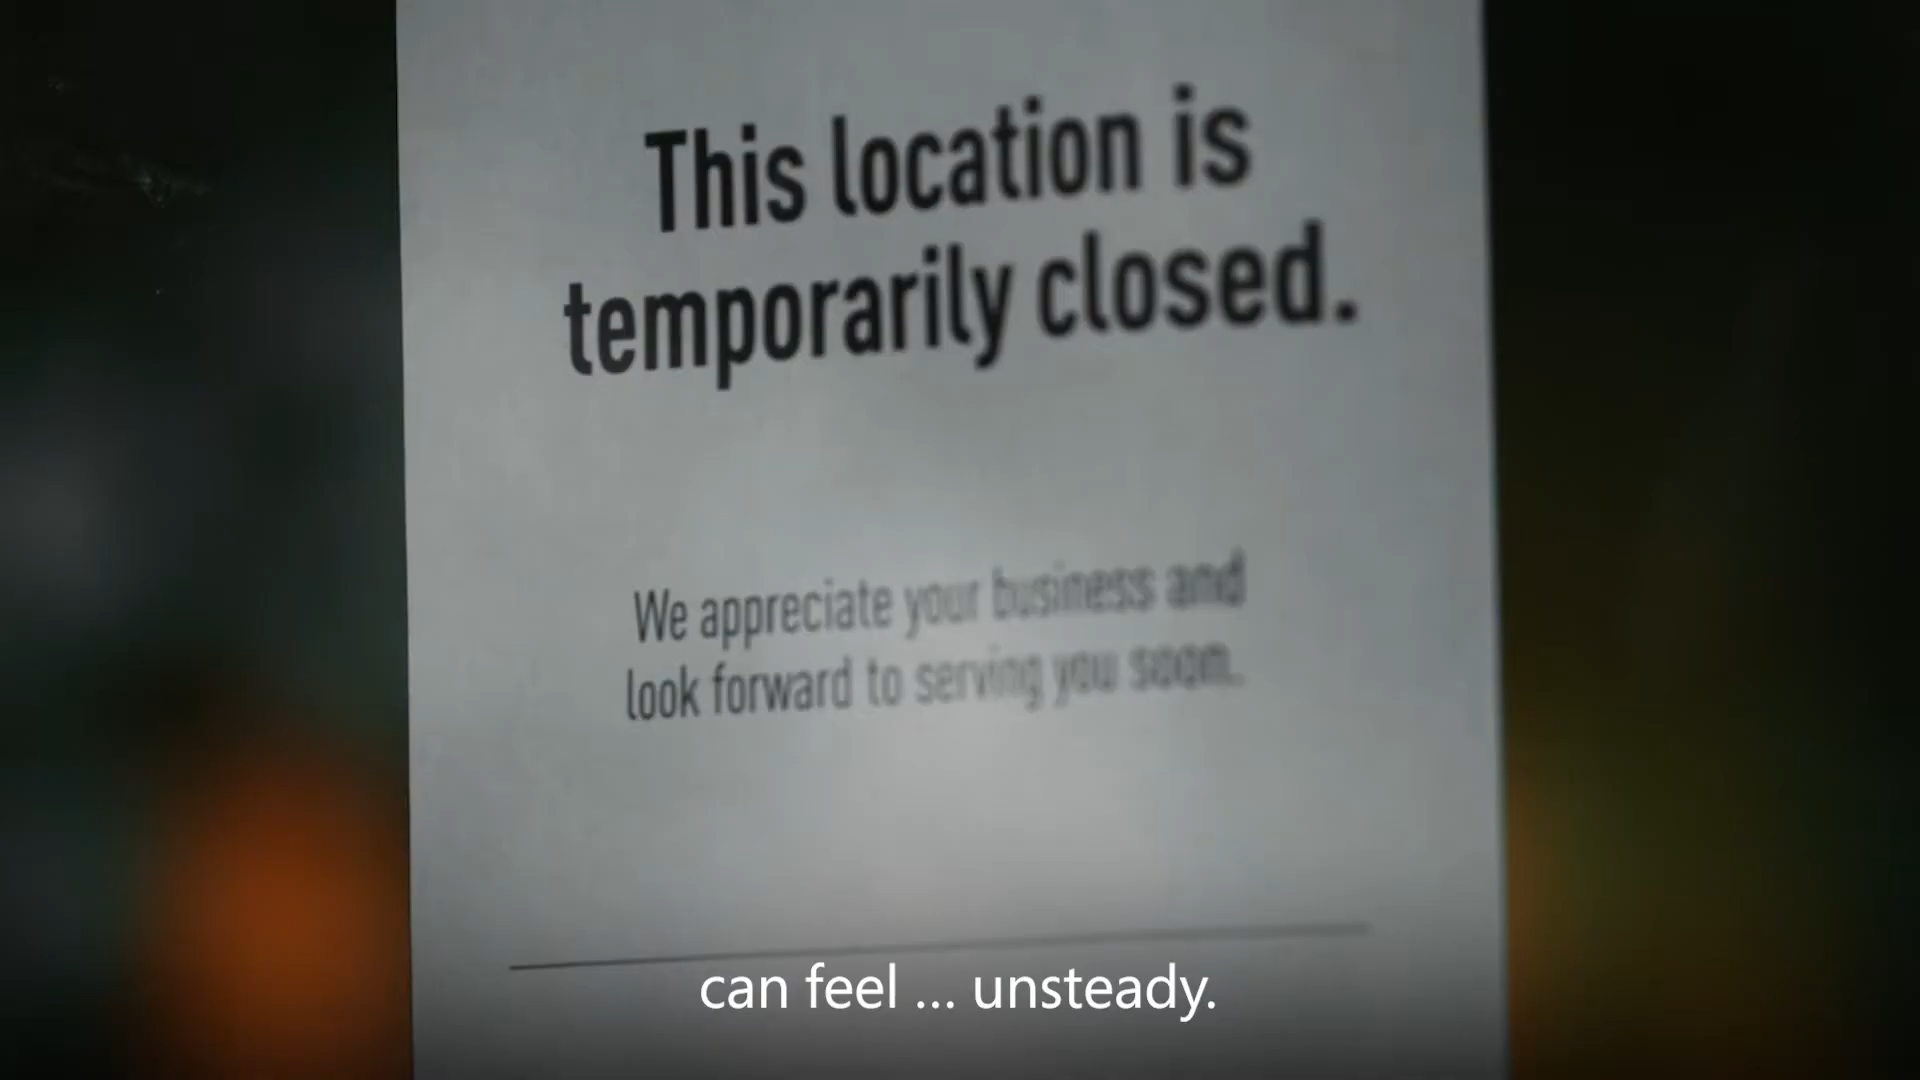 This location is
temporarily closed.
We appreciate your business and
look forward to serving you soon.
can feel ... unsteady.